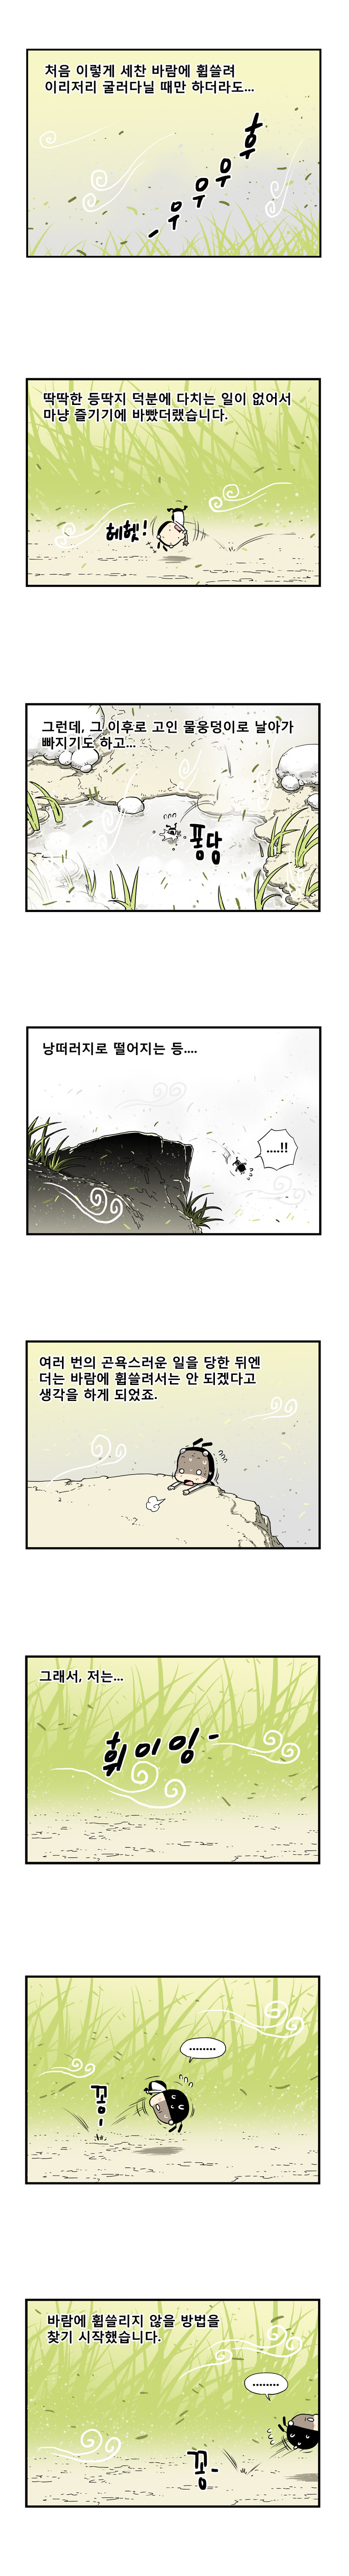 처음 이렇게 세찬 바람에 휩쓸려
이리저리 굴러다닐 때만 하더라도...
후
우
우
우
우
-
딱딱한 등딱지 덕분에 다치는 일이 없어서
마냥 즐기기에 바빴더랬습니다.
헤헷!
그런데, 그 이후로 고인 물웅덩이로 날아가
빠지기도 하고...
퐁당
낭떠러지로 떨어지는 등....
....!!
여러 번의 곤욕스러운 일을 당한 뒤엔
더는 바람에 휩쓸려서는 안 되겠다고
생각을 하게 되었죠.
그래서, 저는...
휘이잉-
........
꽁-
바람에 휩쓸리지 않을 방법을
찾기 시작했습니다.
........
꽁-